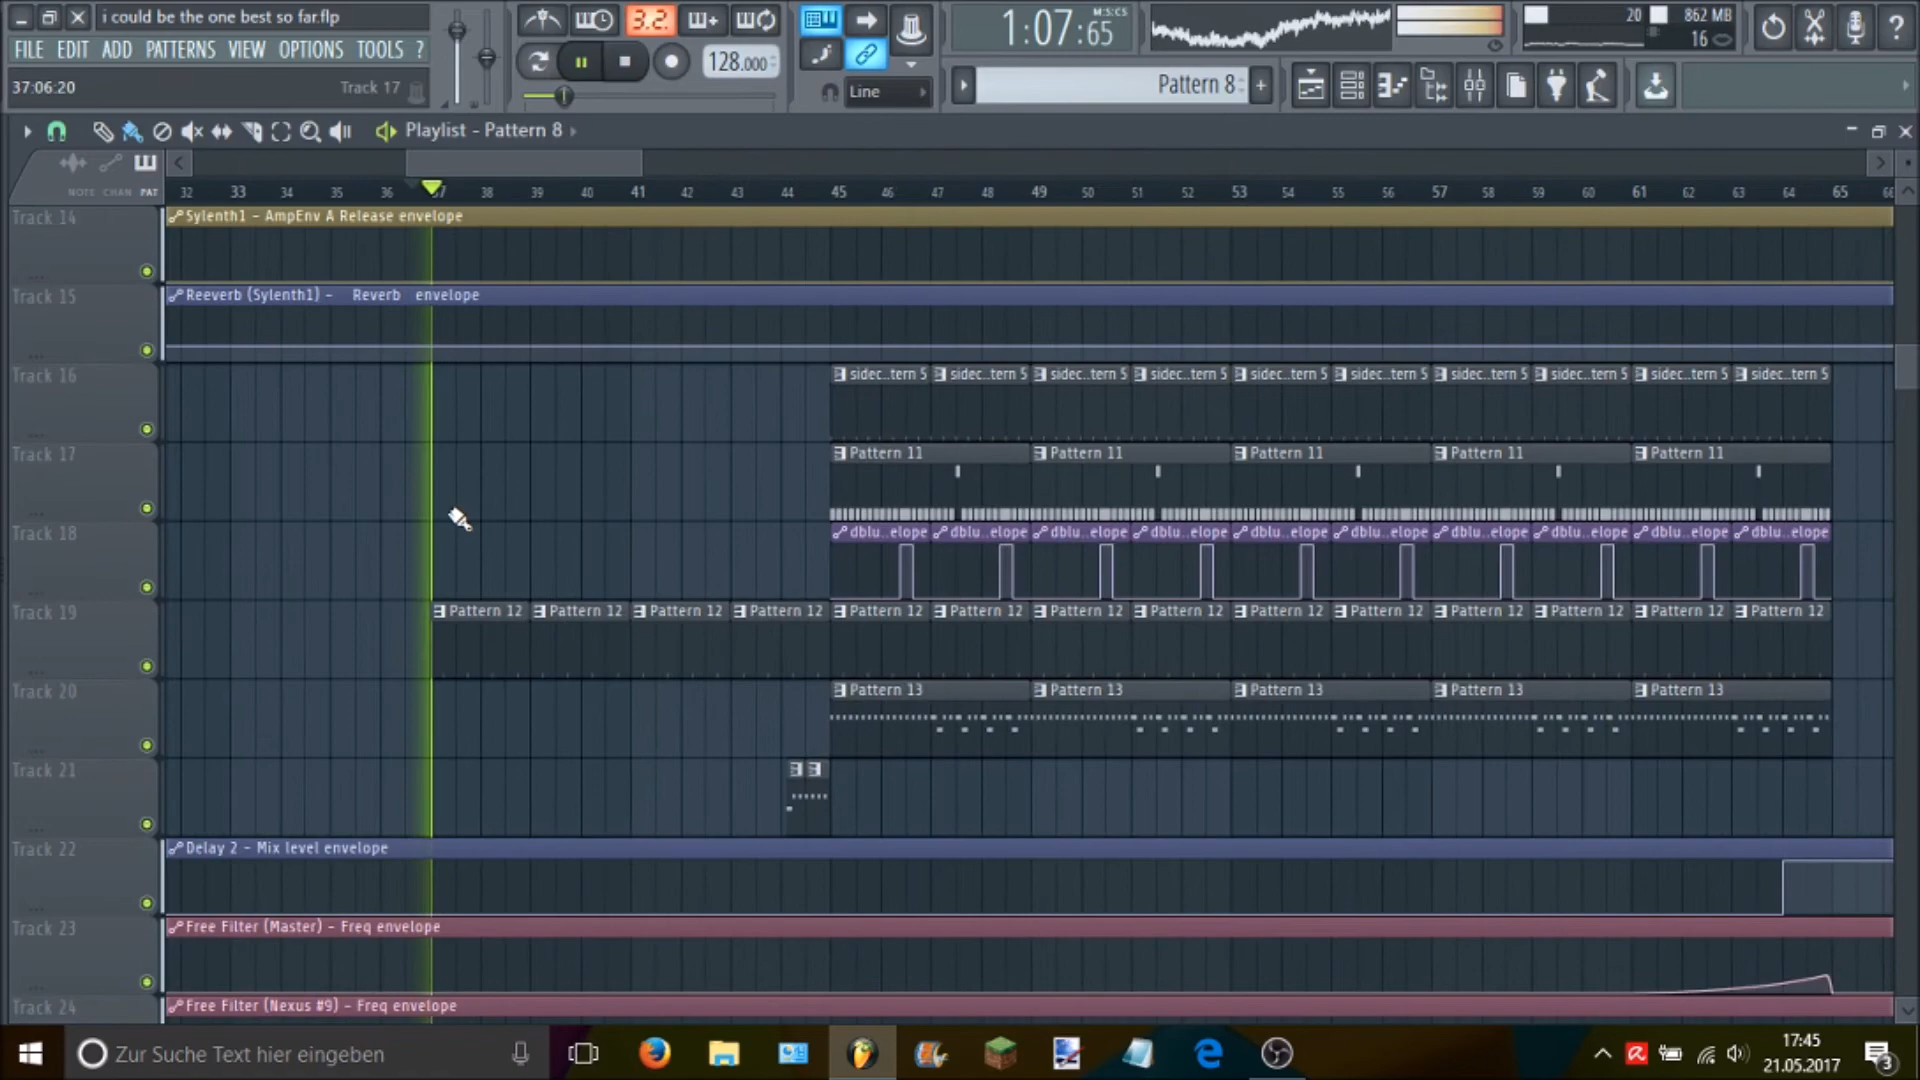 i could be the one best so far.flp
FILE EDIT ADD PATTERNS VIEW OPTIONS TOOLS ?
37:06:20 Track 17
3.2.
128.000
Line
1:07:65
M:S:CS
Pattern 8
20
862 MB
16
Playlist - Pattern 8
NOTE CHAN PAT
32 33 34 35 36 37 38 39 40 41 42 43 44 45 46 47 48 49 50 51 52 53 54 55 56 57 58 59 60 61 62 63 64 65 66
Track 14
Sylenth1 - AmpEnv A Release envelope
Track 15
Reeverb (Sylenth1) - Reverb envelope
Track 16
sidec..tern 5 sidec..tern 5 sidec..tern 5 sidec..tern 5 sidec..tern 5 sidec..tern 5 sidec..tern 5 sidec..tern 5 sidec..tern 5 sidec..tern 5
Track 17
Pattern 11 Pattern 11 Pattern 11 Pattern 11 Pattern 11
Track 18
dblu..elope dblu..elope dblu..elope dblu..elope dblu..elope dblu..elope dblu..elope dblu..elope dblu..elope dblu..elope
Track 19
Pattern 12 Pattern 12 Pattern 12 Pattern 12 Pattern 12 Pattern 12 Pattern 12 Pattern 12 Pattern 12 Pattern 12 Pattern 12 Pattern 12 Pattern 12 Pattern 12
Track 20
Pattern 13 Pattern 13 Pattern 13 Pattern 13 Pattern 13
Track 21
Track 22
Delay 2 - Mix level envelope
Track 23
Free Filter (Master) - Freq envelope
Track 24
Free Filter (Nexus #9) - Freq envelope
Zur Suche Text hier eingeben
17:45
21.05.2017
3